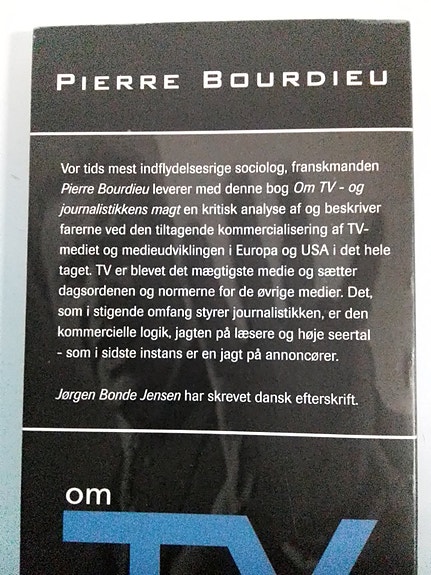 PIERRE BOURDIEU
Vor tids mest indflydelsesrige sociolog, franskmanden
Pierre Bourdieu leverer med denne bog Om TV - og
journalistikkens magt en kritisk analyse af og beskriver
farerne ved den tiltagende kommercialisering af TV-
mediet og medieudviklingen i Europa og USA i det hele
taget. TV er blevet det mægtigste medie og sætter
dagsordenen og normerne for de øvrige medier. Det,
som i stigende omfang styrer journalistikken, er den
kommercielle logik, jagten på læsere og høje seertal
- som i sidste instans er en jagt på annoncører.
Jørgen Bonde Jensen har skrevet dansk efterskrift.
om
TV